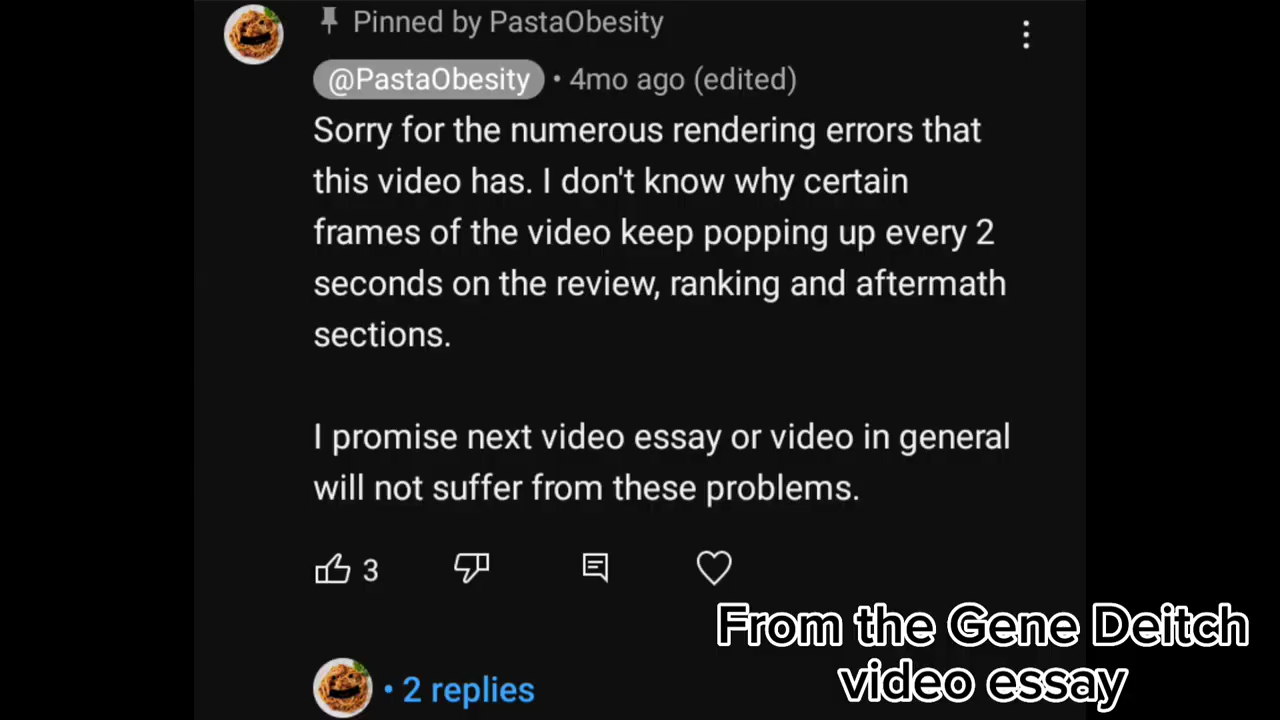 Pinned by PastaObesity
@PastaObesity • 4mo ago (edited)
Sorry for the numerous rendering errors that
this video has. I don't know why certain
frames of the video keep popping up every 2
seconds on the review, ranking and aftermath
sections.
I promise next video essay or video in general
will not suffer from these problems.
3
From the Gene Deitch
video essay
• 2 replies